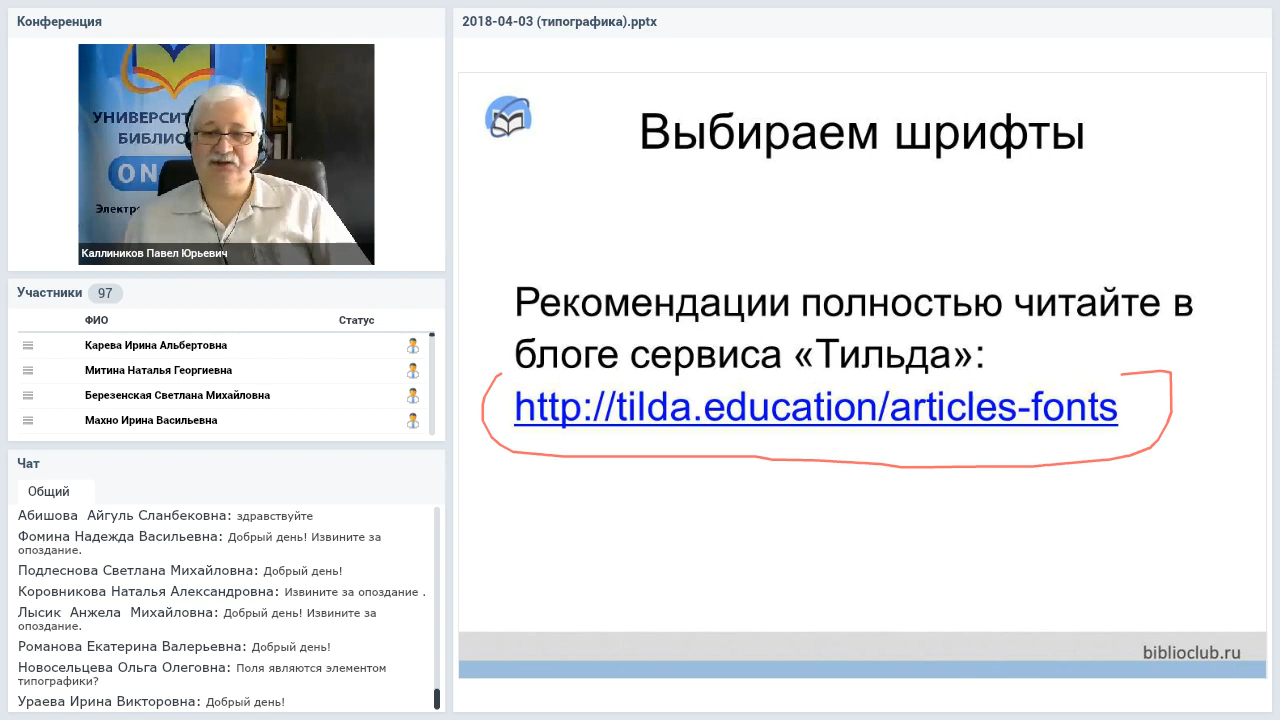 Конференция
УНИВЕРСИТ
БИБЛИО
ON
Электр
Каллиников Павел Юрьевич
Участники 97
ФИО Статус
Карева Ирина Альбертовна
Митина Наталья Георгиевна
Березенская Светлана Михайловна
Махно Ирина Васильевна
Чат
Общий
Абишова Айгуль Сланбековна: здравствуйте
Фомина Надежда Васильевна: Добрый день! Извините за
опоздание.
Подлеснова Светлана Михайловна: Добрый день!
Коровникова Наталья Александровна: Извините за опоздание .
Лысик Анжела Михайловна: Добрый день! Извините за
опоздание.
Романова Екатерина Валерьевна: Добрый день!
Новосельцева Ольга Олеговна: Поля являются элементом
типографики?
Ураева Ирина Викторовна: Добрый день!
2018-04-03 (типографика).pptx
Выбираем шрифты
Рекомендации полностью читайте в
блоге сервиса «Тильда»:
http://tilda.education/articles-fonts
biblioclub.ru